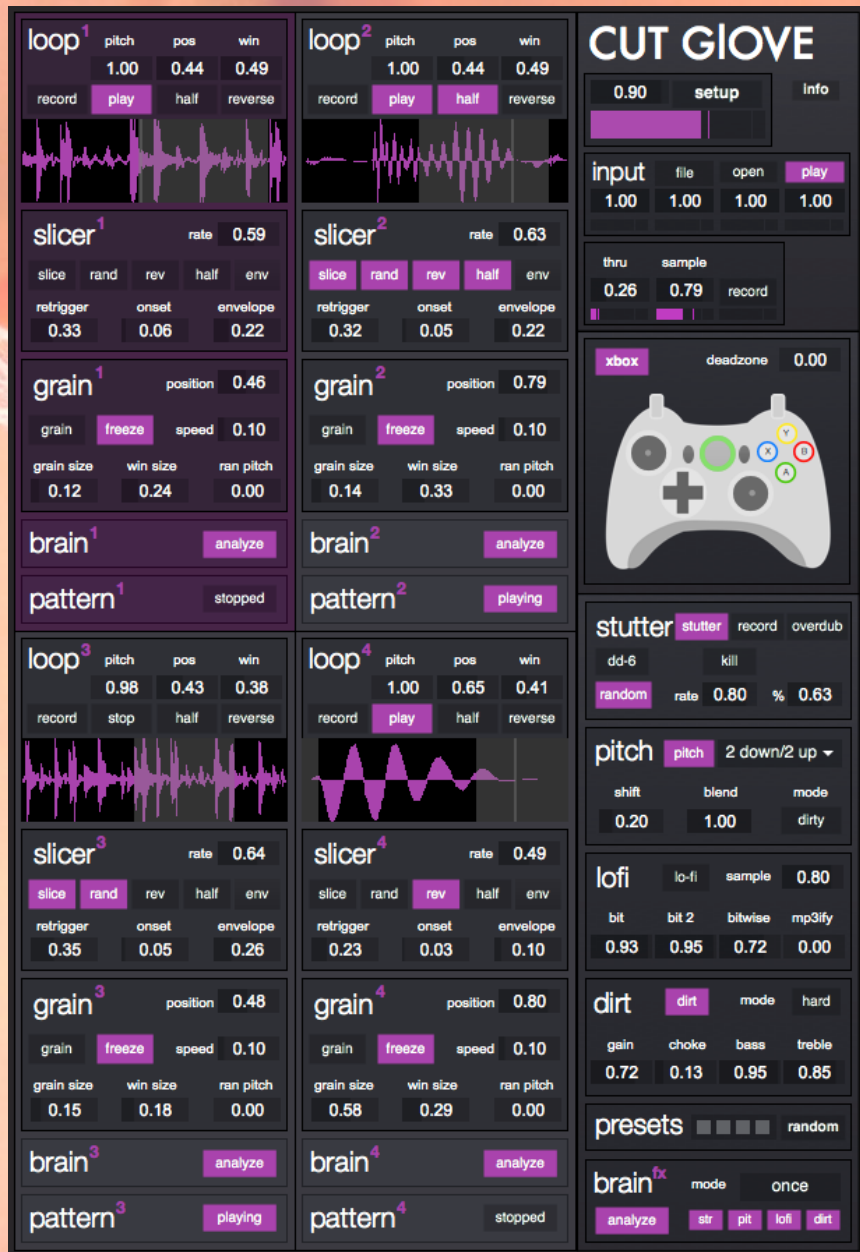 loop1 pitch pos win
1.00 0.44 0.49
record play half reverse
slicer1 rate 0.59
slice rand rev half env
retrigger onset envelope
0.33 0.06 0.22
grain1 position 0.46
grain freeze speed 0.10
grain size win size ran pitch
0.12 0.24 0.00
brain1 analyze
pattern1 stopped
loop2 pitch pos win
1.00 0.44 0.49
record play half reverse
slicer2 rate 0.63
slice rand rev half env
retrigger onset envelope
0.32 0.05 0.22
grain2 position 0.79
grain freeze speed 0.10
grain size win size ran pitch
0.14 0.33 0.00
brain2 analyze
pattern2 playing
loop3 pitch pos win
0.98 0.43 0.38
record stop half reverse
slicer3 rate 0.64
slice rand rev half env
retrigger onset envelope
0.35 0.05 0.26
grain3 position 0.48
grain freeze speed 0.10
grain size win size ran pitch
0.15 0.18 0.00
brain3 analyze
pattern3 playing
loop4 pitch pos win
1.00 0.65 0.41
record play half reverse
slicer4 rate 0.49
slice rand rev half env
retrigger onset envelope
0.23 0.03 0.10
grain4 position 0.80
grain freeze speed 0.10
grain size win size ran pitch
0.58 0.29 0.00
brain4 analyze
pattern4 stopped
CUT GlOVE
0.90 setup info
input file open play
1.00 1.00 1.00 1.00
thru sample
0.26 0.79 record
xbox deadzone 0.00
Y
X B
A
stutter stutter record overdub
dd-6 kill
random rate 0.80 % 0.63
pitch pitch 2 down/2 up
shift blend mode
0.20 1.00 dirty
lofi lo-fi sample 0.80
bit bit 2 bitwise mp3ify
0.93 0.95 0.72 0.00
dirt dirt mode hard
gain choke bass treble
0.72 0.13 0.95 0.85
presets random
brainfx mode once
analyze str pit lofi dirt